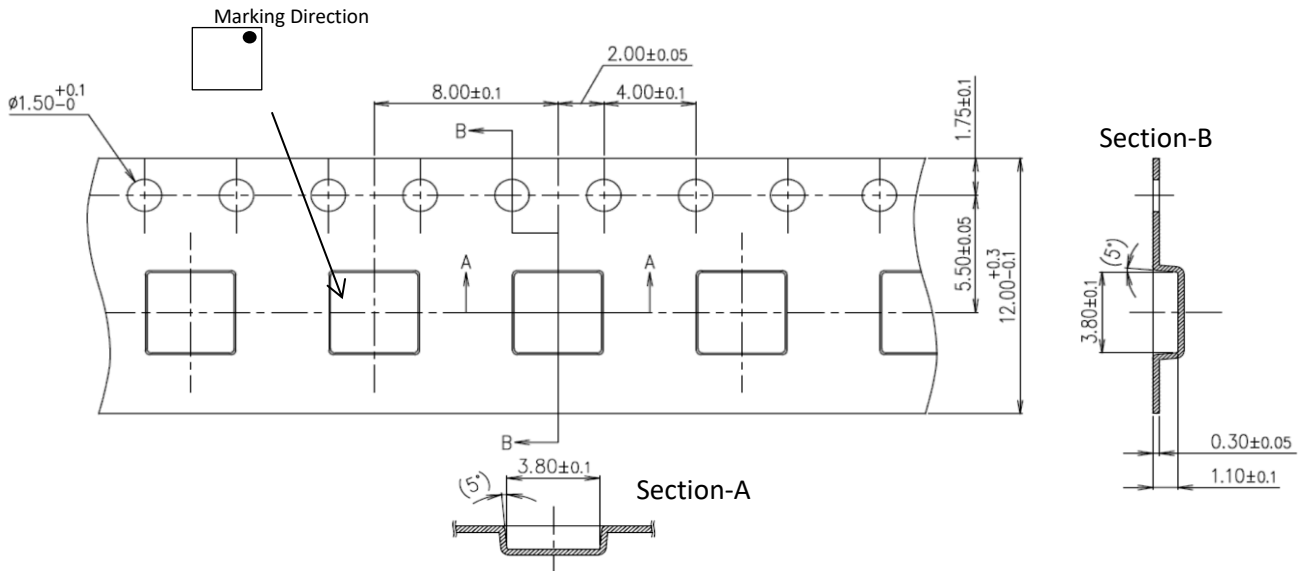 Marking Direction
2.00±0.05
8.00±0.1
4.00±0.1
ø1.50 +0.1 -0
1.75±0.1
B
Section-B
A
A
5.50±0.05
12.00 +0.3 -0.1
(5°)
3.80±0.1
B
0.30±0.05
3.80±0.1
1.10±0.1
(5°)
Section-A